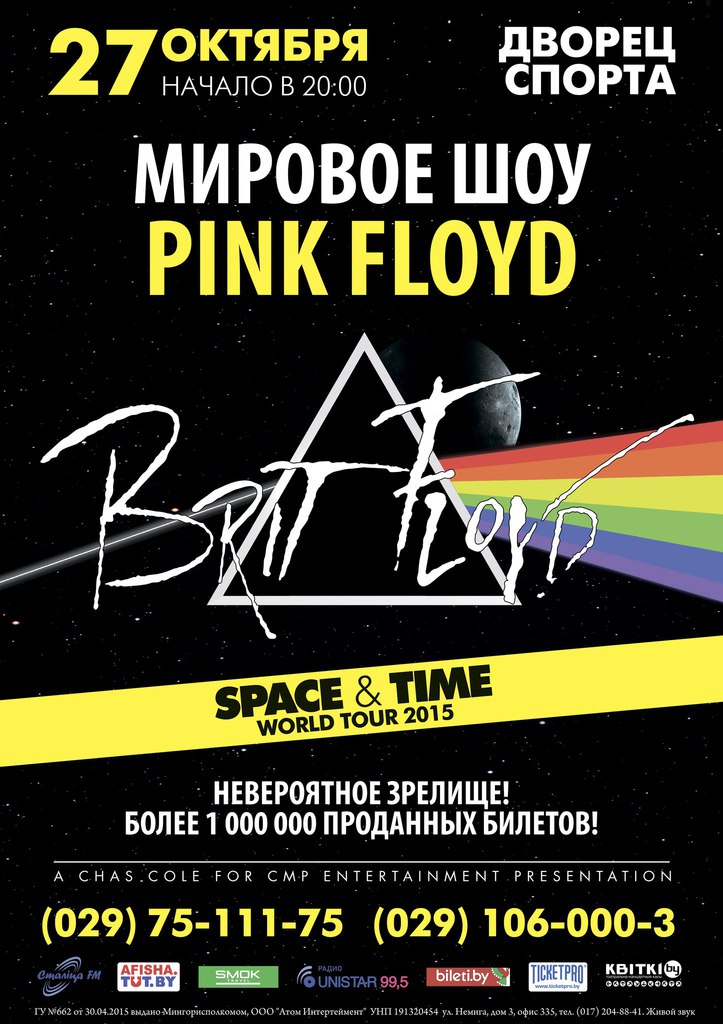 27 ОКТЯБРЯ
НАЧАЛО В 20:00
ДВОРЕЦ
СПОРТА
МИРОВОЕ ШОУ
PINK FLOYD
BRIT FLOYD
SPACE & TIME
WORLD TOUR 2015
НЕВЕРОЯТНОЕ ЗРЕЛИЩЕ!
БОЛЕЕ 1 000 000 ПРОДАННЫХ БИЛЕТОВ!
A CHAS COLE FOR CMP ENTERTAINMENT PRESENTATION
(029) 75-111-75 (029) 106-000-3
Сталіца FM
AFISHA.
TUT.BY
SMOK
TRAVEL
РАДИО
UNISTAR 99,5
bileti.by
TICKETPRO
www.ticketpro.by
КВІТКІ by
ГУ №662 от 30.04.2015 выдано Мингорисполкомом, ООО "Атом Интертеймент" УНП 191320454 ул. Немига, дом 3, офис 335, тел. (017) 204-88-41. Живой звук